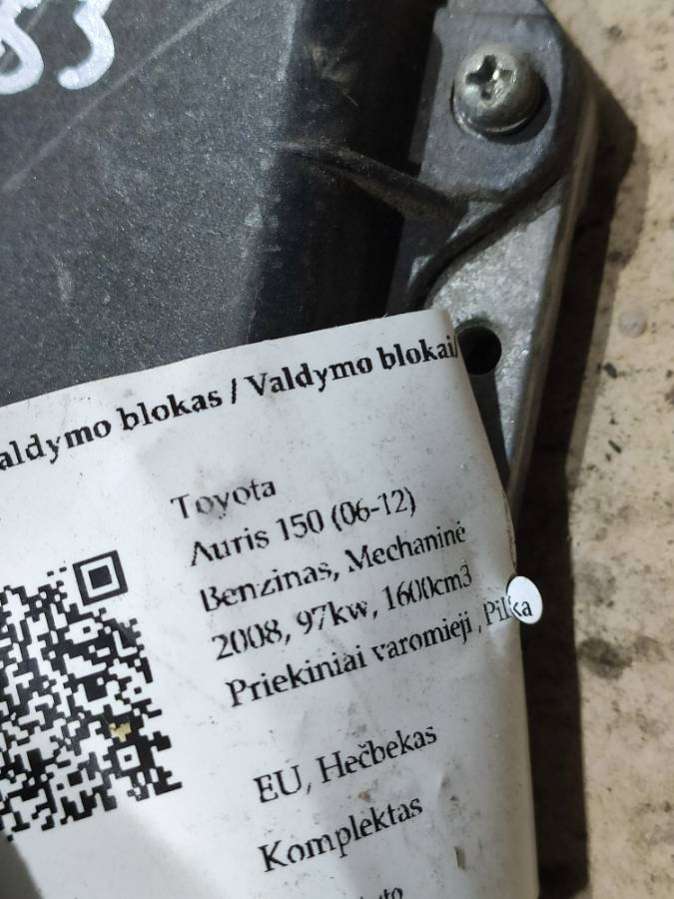 83
aldymo blokas / Valdymo blokai/
Toyota
Auris 150 (06-12)
Benzinas, Mechaninė
2008, 97kw, 1600cm3
Priekiniai varomieji, Pilka
EU, Hečbekas
Komplektas